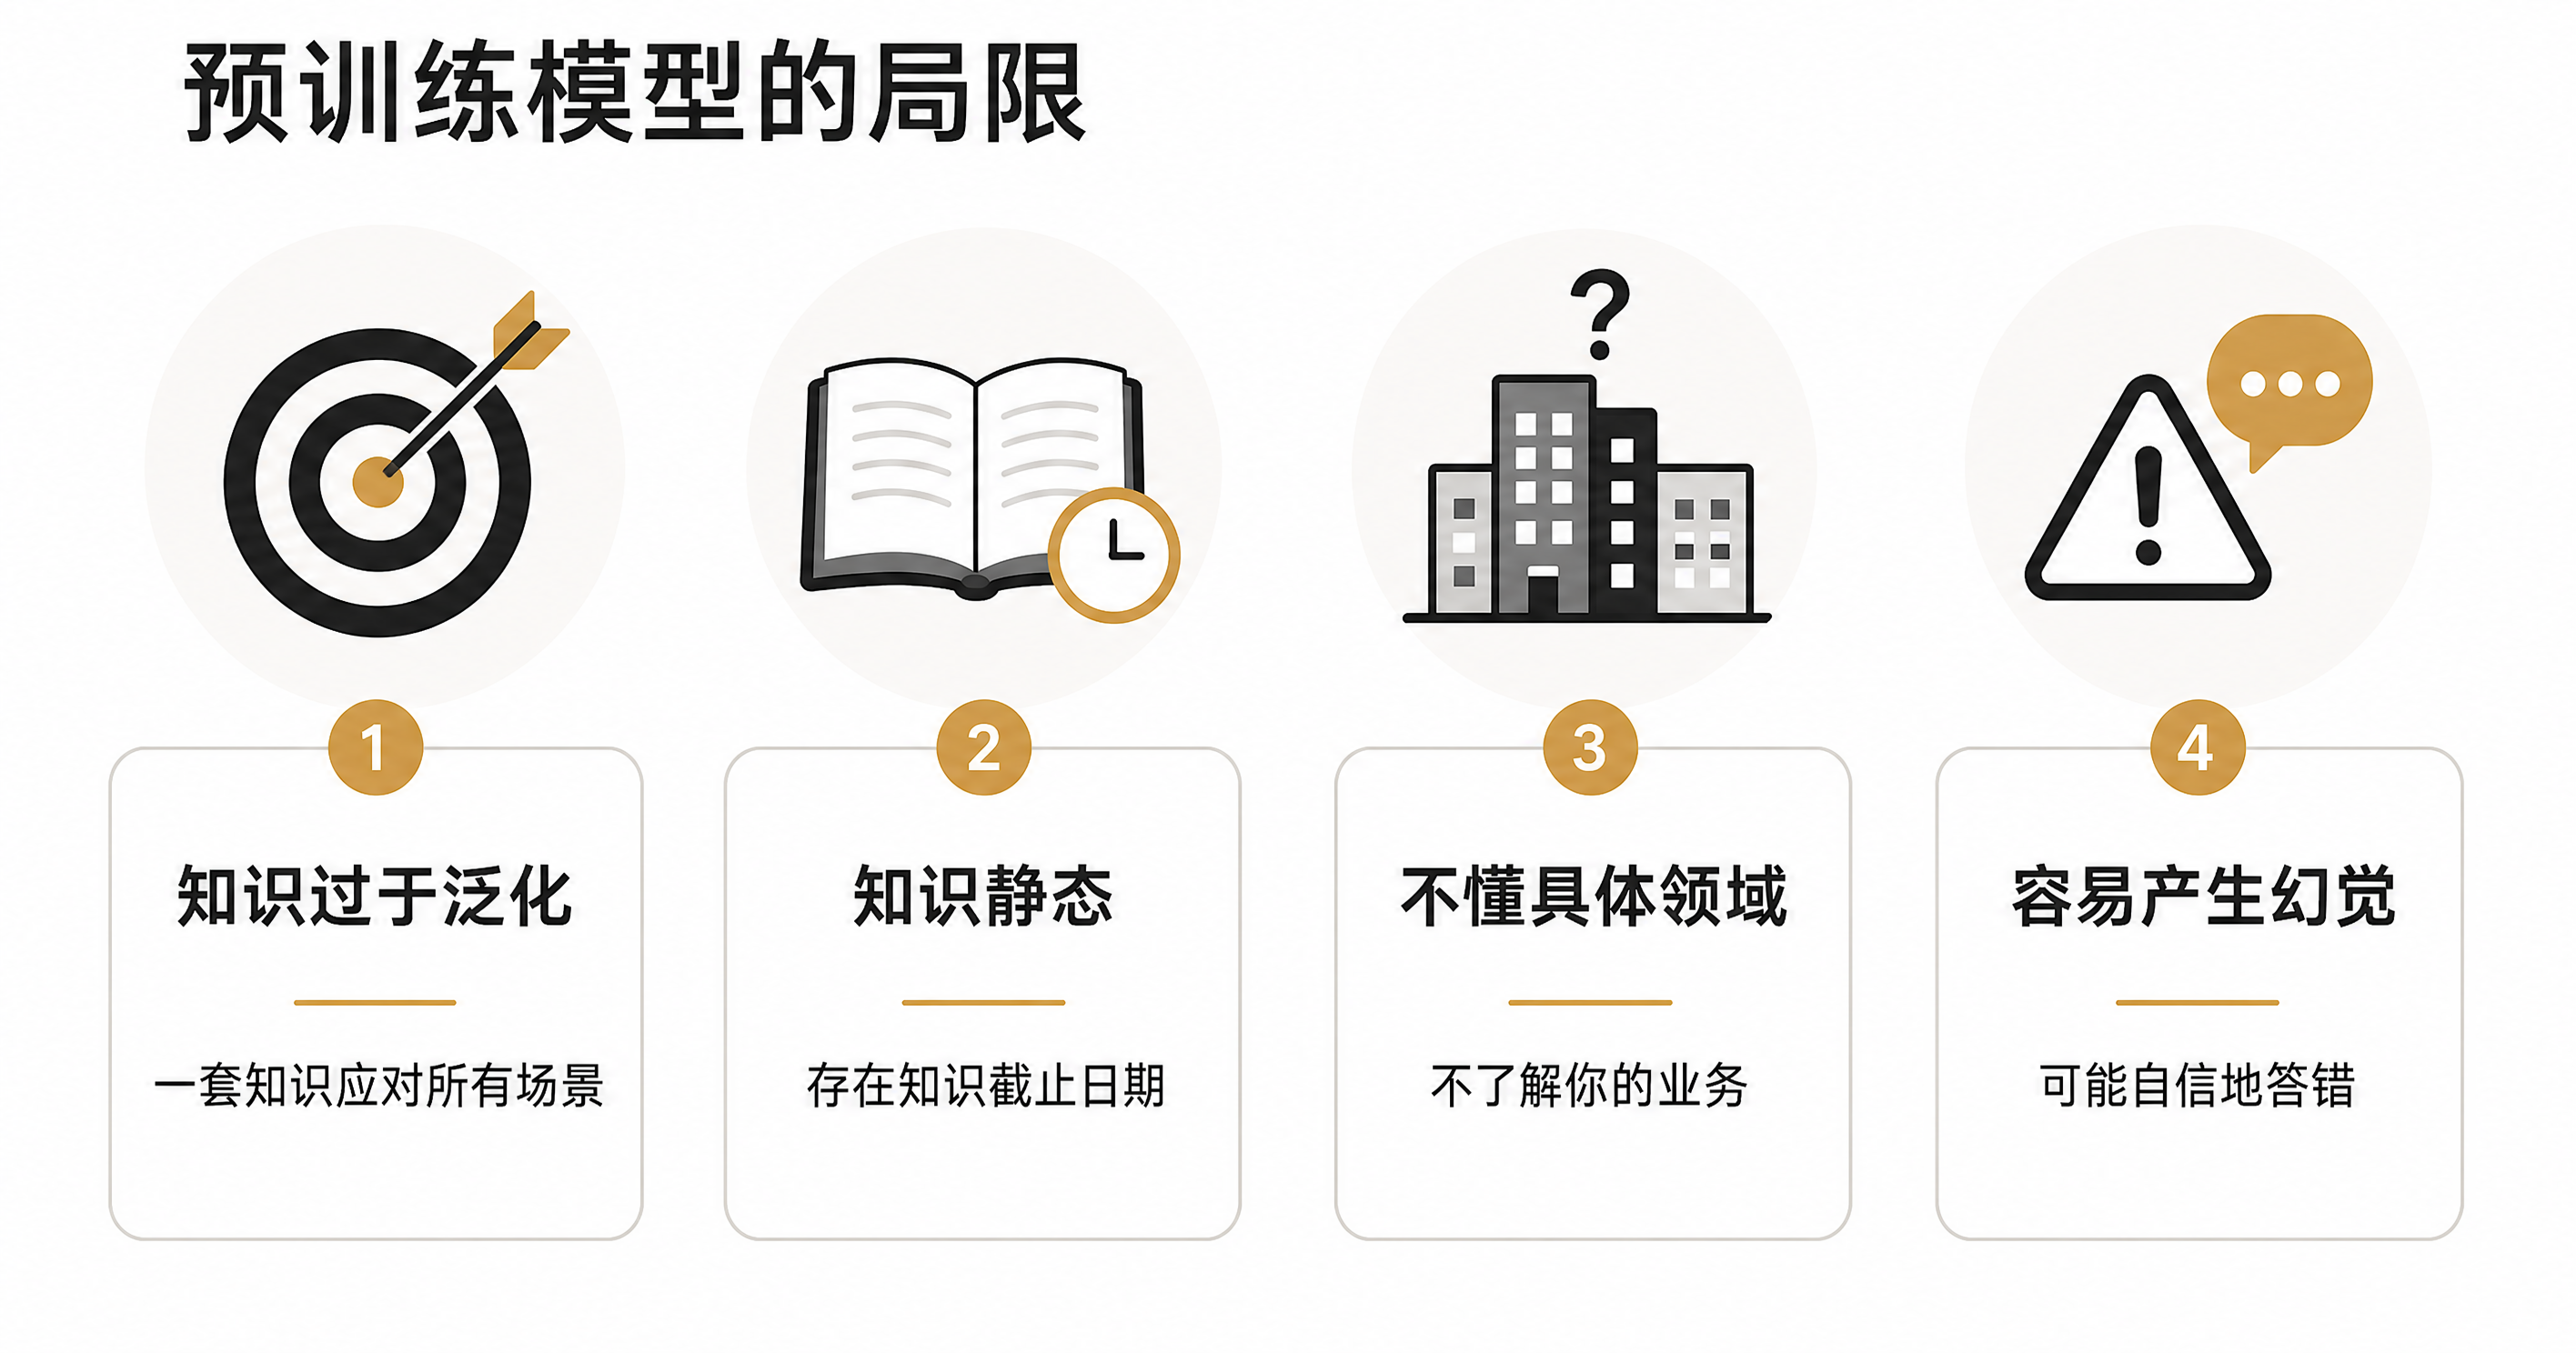 预训练模型的局限
?
1
知识过于泛化
一套知识应对所有场景
2
知识静态
存在知识截止日期
3
不懂具体领域
不了解你的业务
4
容易产生幻觉
可能自信地答错